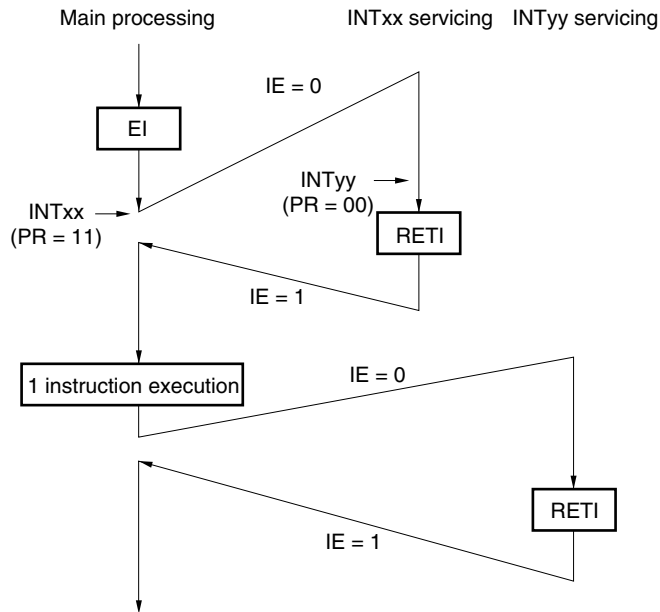 Main processing
INTxx servicing
INTyy servicing
IE = 0
EI
INTyy
(PR = 00)
INTxx
(PR = 11)
RETI
IE = 1
1 instruction execution
IE = 0
RETI
IE = 1